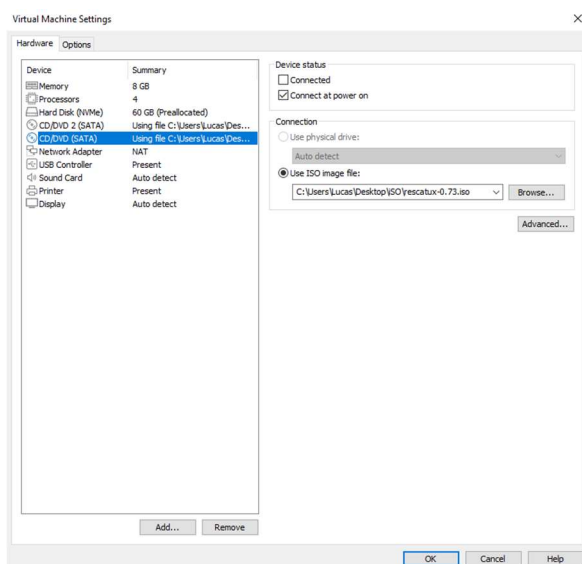 Virtual Machine Settings
Hardware Options
Device Summary
Memory 8 GB
Processors 4
Hard Disk (NVMe) 60 GB (Preallocated)
CD/DVD 2 (SATA) Using file C:\Users\Lucas\Des...
CD/DVD (SATA) Using file C:\Users\Lucas\Des...
Network Adapter NAT
USB Controller Present
Sound Card Auto detect
Printer Present
Display Auto detect
Add... Remove
Device status
Connected
Connect at power on
Connection
Use physical drive:
Auto detect
Use ISO image file:
C:\Users\Lucas\Desktop\ISO\rescatux-0.73.iso Browse...
Advanced...
OK Cancel Help